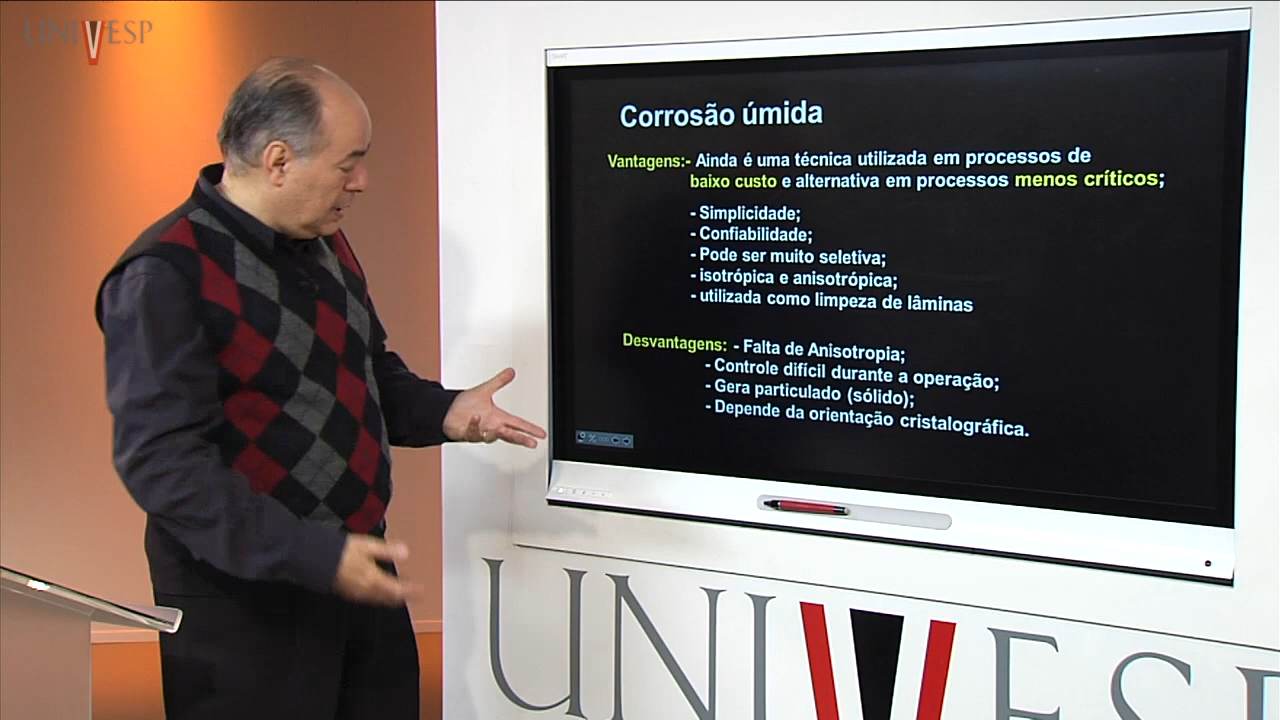 UNIVESP
Corrosão úmida
Vantagens:- Ainda é uma técnica utilizada em processos de
baixo custo e alternativa em processos menos críticos;
- Simplicidade;
- Confiabilidade;
- Pode ser muito seletiva;
- isotrópica e anisotrópica;
- utilizada como limpeza de lâminas
Desvantagens: - Falta de Anisotropia;
- Controle difícil durante a operação;
- Gera particulado (sólido);
- Depende da orientação cristalográfica.
UNIVESP